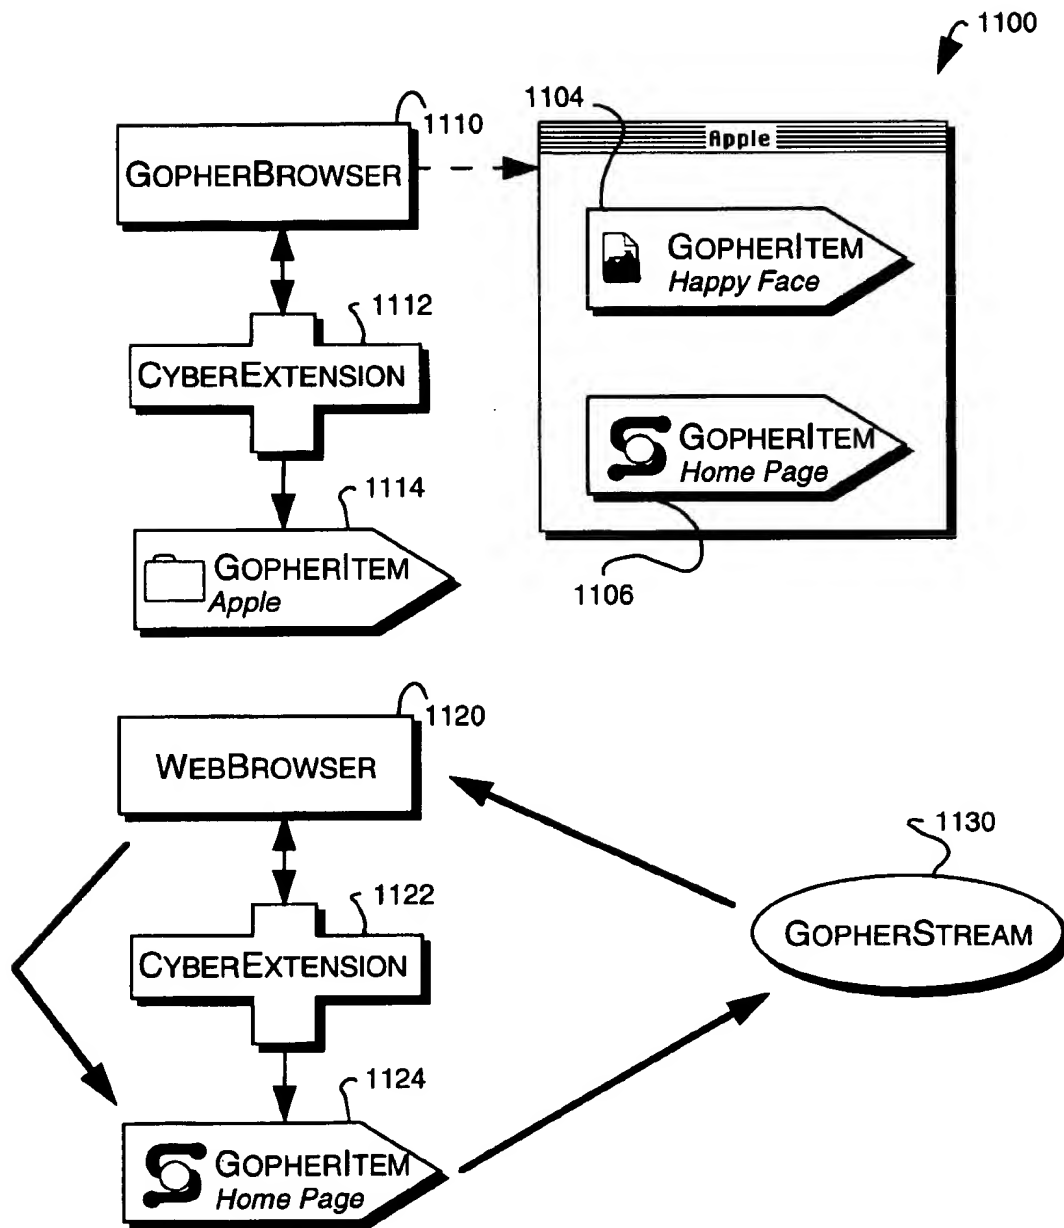 1100
1104
1110
Apple
GOPHERBROWSER
GOPHERITEM
Happy Face
1112
CYBEREXTENSION
GOPHERITEM
Home Page
1114
GOPHERITEM
Apple
1106
1120
WEBBROWSER
1130
1122
GOPHERSTREAM
CYBEREXTENSION
1124
GOPHERITEM
Home Page